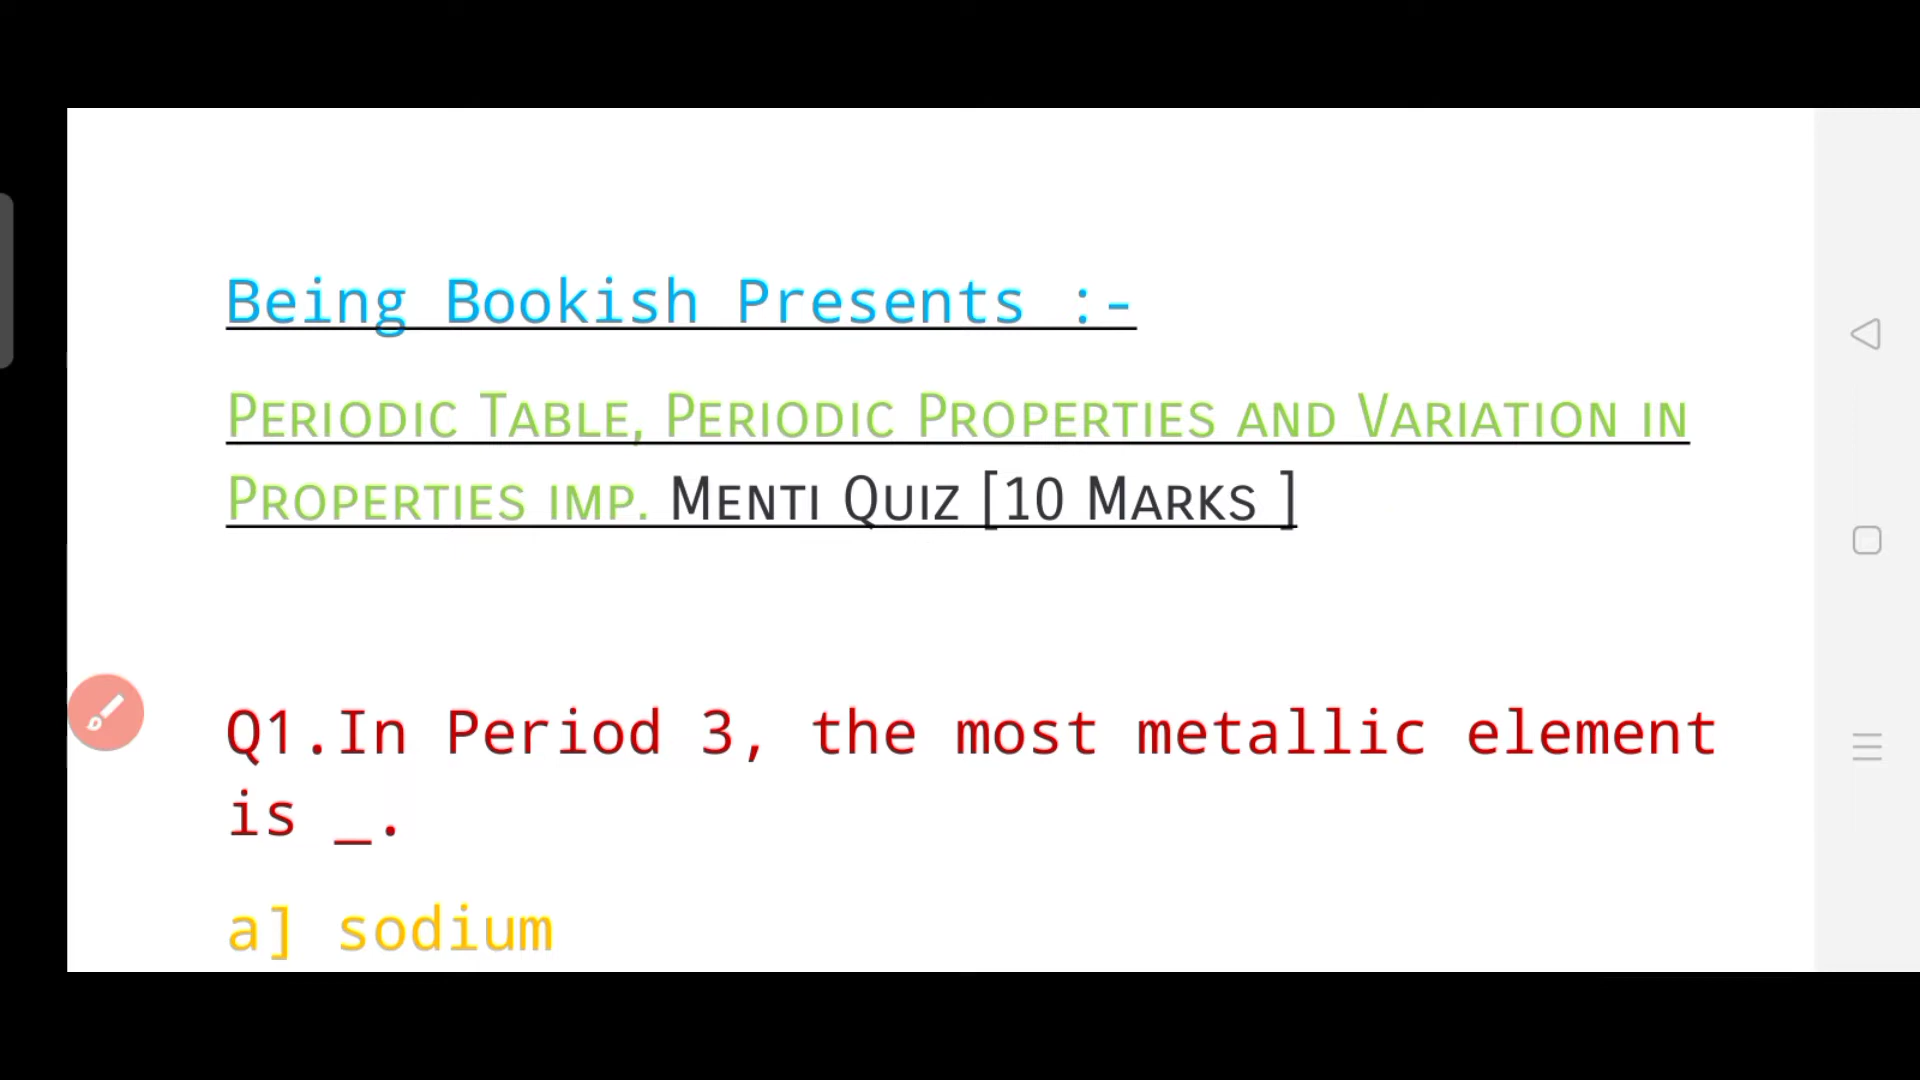 Being Bookish Presents :-
Periodic Table, Periodic Properties and Variation in
Properties imp. Menti Quiz [10 Marks ]
Q1.In Period 3, the most metallic element
is _.
a] sodium